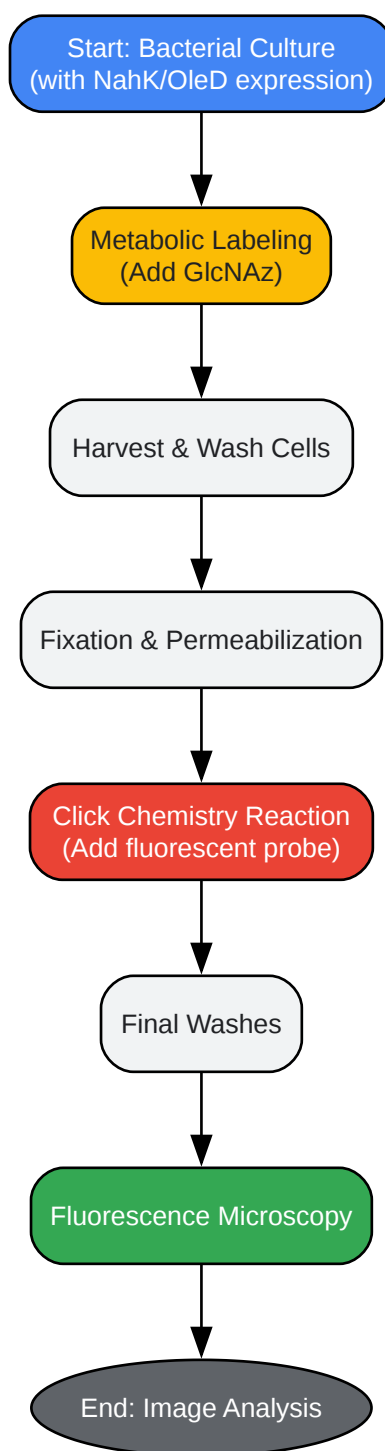 Start: Bacterial Culture
(with NahK/OleD expression)
Metabolic Labeling
(Add GlcNAz)
Harvest & Wash Cells
Fixation & Permeabilization
Click Chemistry Reaction
(Add fluorescent probe)
Final Washes
Fluorescence Microscopy
End: Image Analysis